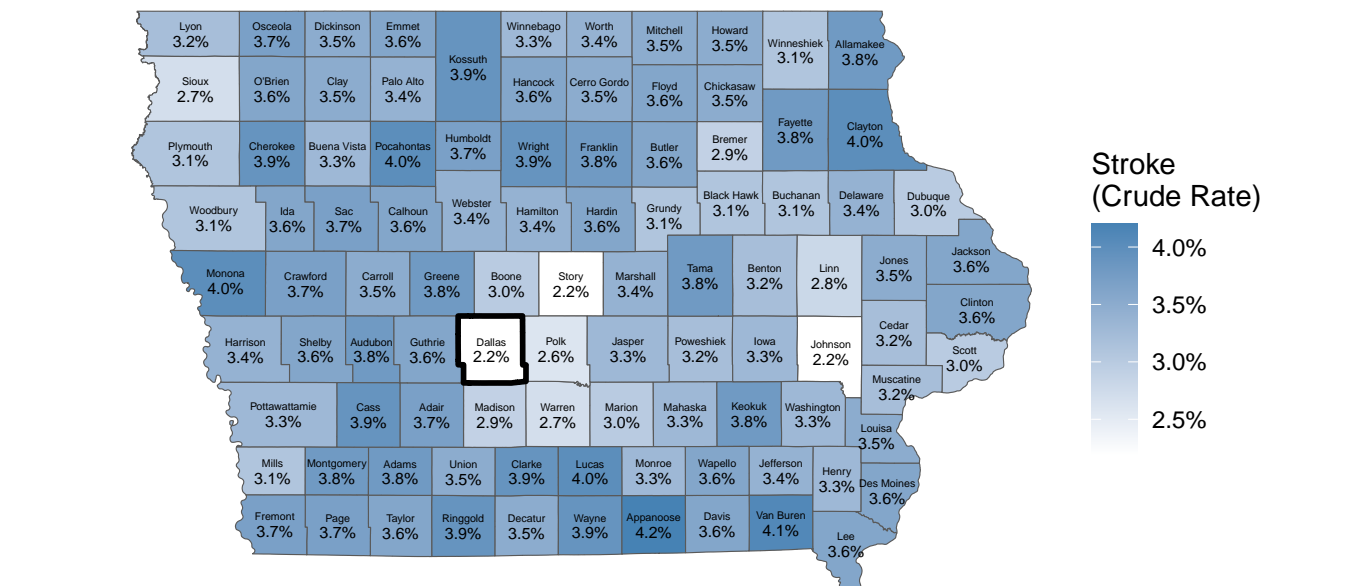 Lyon
3.2%
Osceola
3.7%
Dickinson
3.5%
Emmet
3.6%
Kossuth
3.9%
Winnebago
3.3%
Worth
3.4%
Mitchell
3.5%
Howard
3.5%
Winneshiek
3.1%
Allamakee
3.8%
Sioux
2.7%
O'Brien
3.6%
Clay
3.5%
Palo Alto
3.4%
Hancock
3.6%
Cerro Gordo
3.5%
Floyd
3.6%
Chickasaw
3.5%
Plymouth
3.1%
Cherokee
3.9%
Buena Vista
3.3%
Pocahontas
4.0%
Humboldt
3.7%
Wright
3.9%
Franklin
3.8%
Butler
3.6%
Bremer
2.9%
Fayette
3.8%
Clayton
4.0%
Woodbury
3.1%
Ida
3.6%
Sac
3.7%
Calhoun
3.6%
Webster
3.4%
Hamilton
3.4%
Hardin
3.6%
Grundy
3.1%
Black Hawk
3.1%
Buchanan
3.1%
Delaware
3.4%
Dubuque
3.0%
Monona
4.0%
Crawford
3.7%
Carroll
3.5%
Greene
3.8%
Boone
3.0%
Story
2.2%
Marshall
3.4%
Tama
3.8%
Benton
3.2%
Linn
2.8%
Jones
3.5%
Jackson
3.6%
Clinton
3.6%
Harrison
3.4%
Shelby
3.6%
Audubon
3.8%
Guthrie
3.6%
Dallas
2.2%
Polk
2.6%
Jasper
3.3%
Poweshiek
3.2%
Iowa
3.3%
Johnson
2.2%
Cedar
3.2%
Scott
3.0%
Muscatine
3.2%
Pottawattamie
3.3%
Cass
3.9%
Adair
3.7%
Madison
2.9%
Warren
2.7%
Marion
3.0%
Mahaska
3.3%
Keokuk
3.8%
Washington
3.3%
Louisa
3.5%
Mills
3.1%
Montgomery
3.8%
Adams
3.8%
Union
3.5%
Clarke
3.9%
Lucas
4.0%
Monroe
3.3%
Wapello
3.6%
Jefferson
3.4%
Henry
3.3%
Des Moines
3.6%
Fremont
3.7%
Page
3.7%
Taylor
3.6%
Ringgold
3.9%
Decatur
3.5%
Wayne
3.9%
Appanoose
4.2%
Davis
3.6%
Van Buren
4.1%
Lee
3.6%
Stroke
(Crude Rate)
4.0%
3.5%
3.0%
2.5%